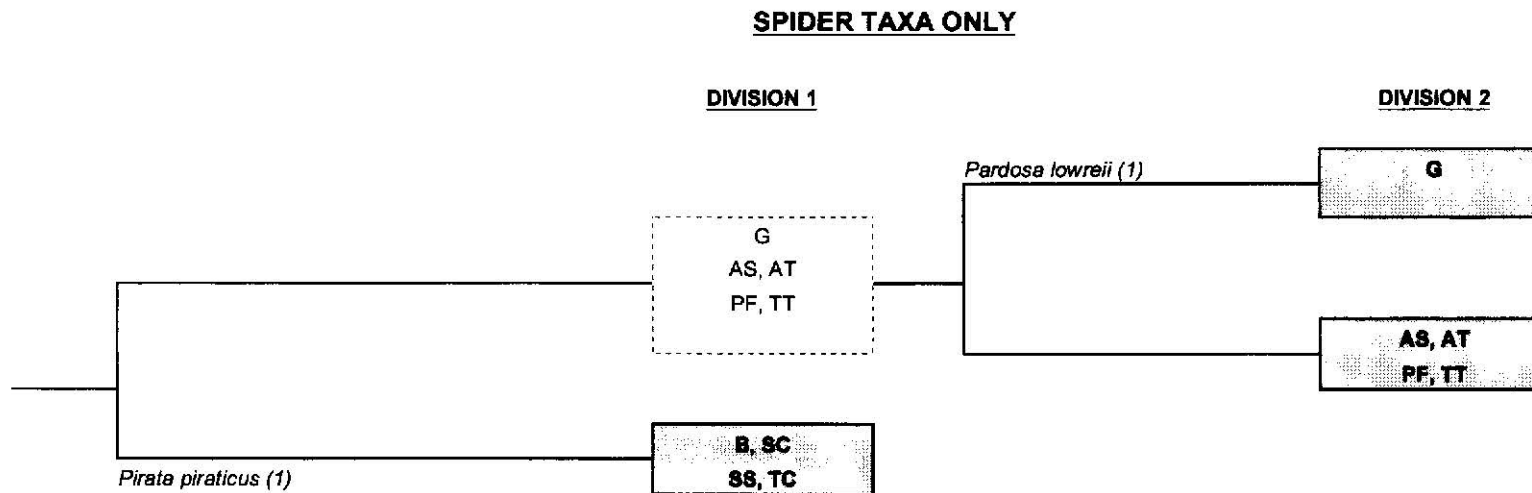 SPIDER TAXA ONLY
DIVISION 1
DIVISION 2
Pardosa lowreii (1)
G
G
AS, AT
PF, TT
AS, AT
PF, TT
B, SC
SS, TC
Pirata piraticus (1)